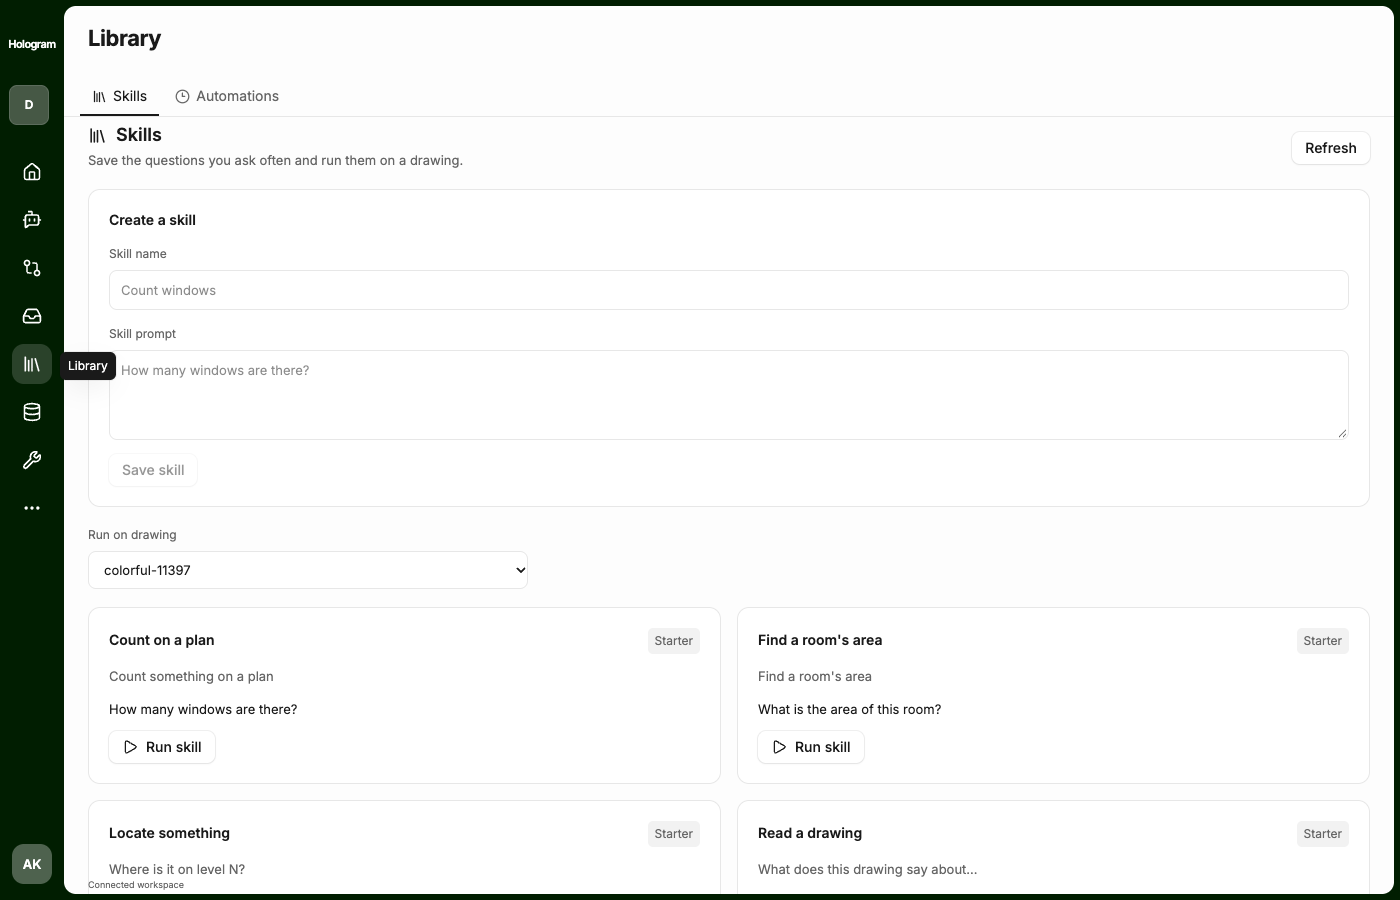 Hologram
Library
D
Skills
Automations
Skills
Save the questions you ask often and run them on a drawing.
Refresh
Create a skill
Skill name
Count windows
Skill prompt
Library
How many windows are there?
Save skill
Run on drawing
colorful-11397
Count on a plan
Starter
Count something on a plan
How many windows are there?
Run skill
Find a room's area
Starter
Find a room's area
What is the area of this room?
Run skill
Locate something
Starter
Where is it on level N?
Read a drawing
Starter
What does this drawing say about...
AK
Connected workspace